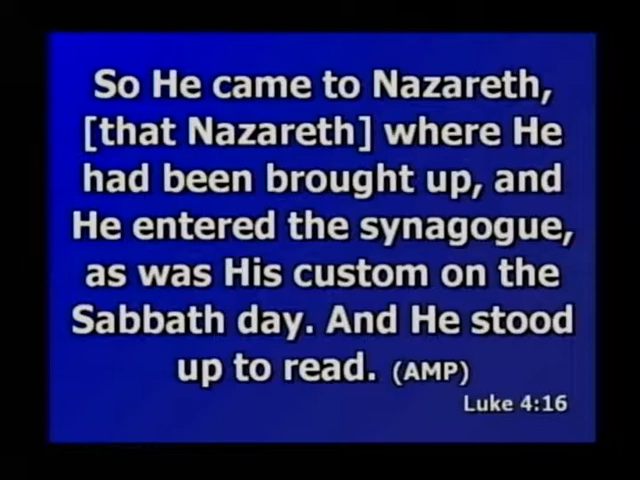 So He came to Nazareth,
[that Nazareth] where He
had been brought up, and
He entered the synagogue,
as was His custom on the
Sabbath day. And He stood
up to read. (AMP)
Luke 4:16